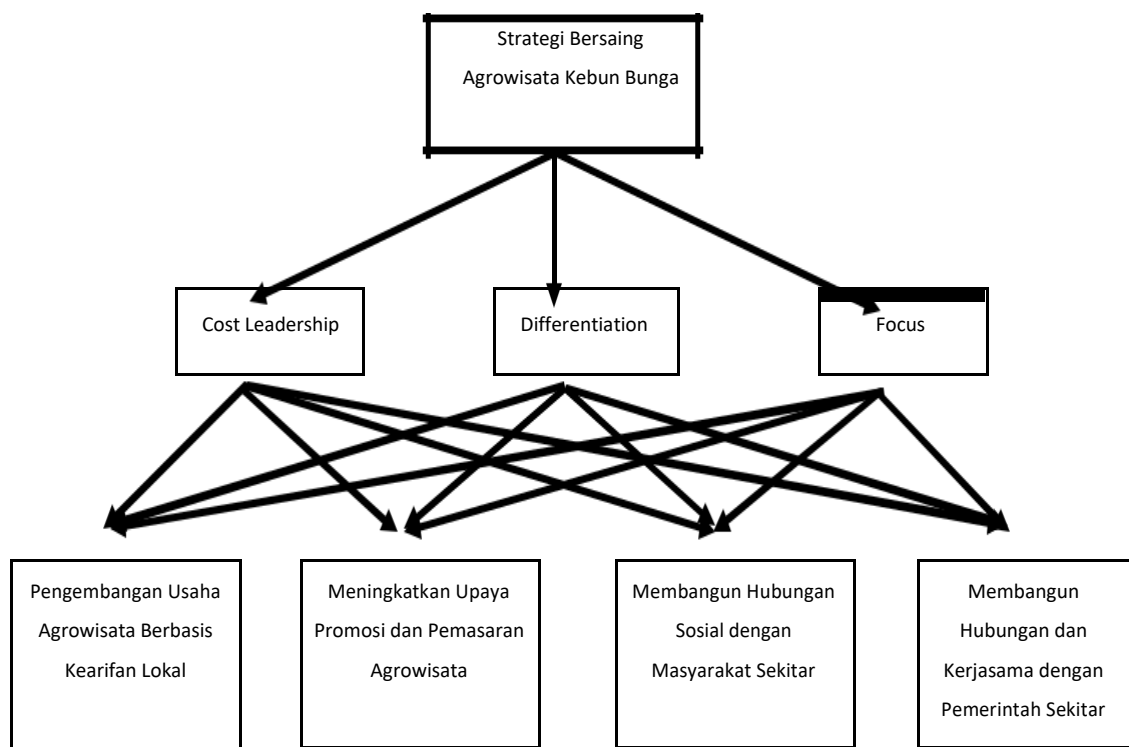 Strategi Bersaing
Agrowisata Kebun Bunga
Cost Leadership
Differentiation
Focus
Pengembangan Usaha
Agrowisata Berbasis
Kearifan Lokal
Meningkatkan Upaya
Promosi dan Pemasaran
Agrowisata
Membangun Hubungan
Sosial dengan
Masyarakat Sekitar
Membangun
Hubungan dan
Kerjasama dengan
Pemerintah Sekitar